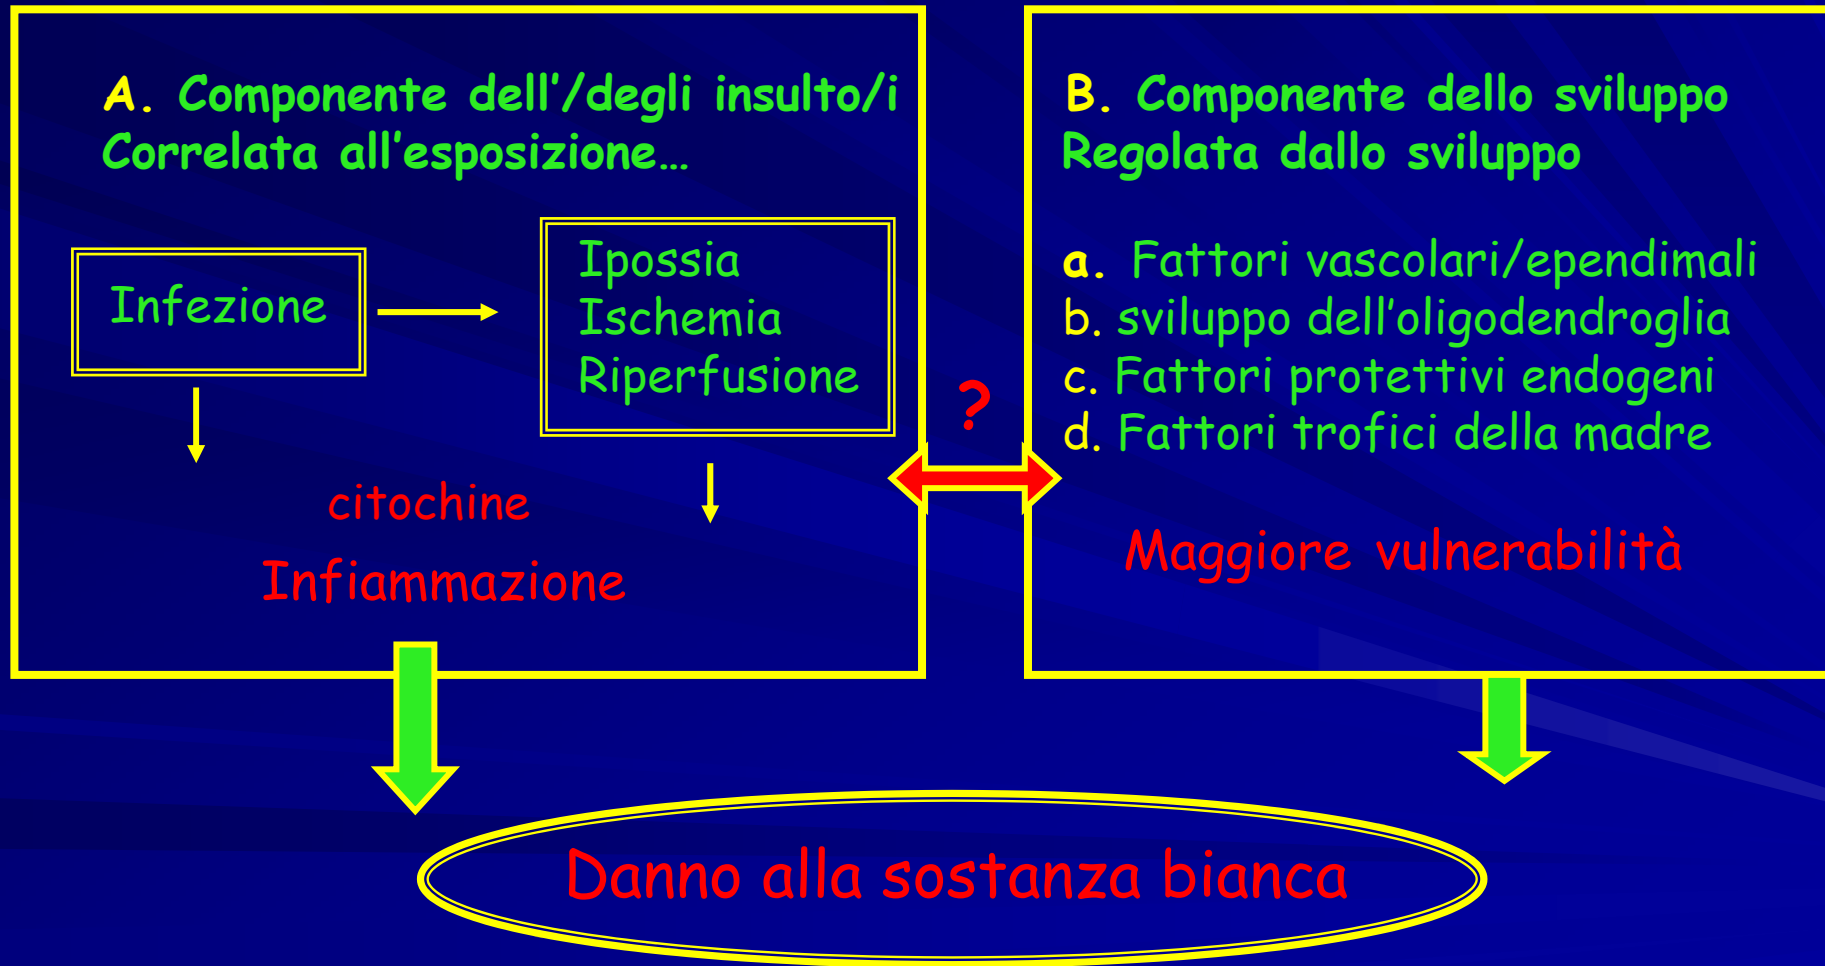 A. Componente dell'/degli insulto/i
Correlata all'esposizione...
Infezione
Ipossia
Ischemia
Riperfusione
citochine
Infiammazione
?
B. Componente dello sviluppo
Regolata dallo sviluppo
a. Fattori vascolari/ependimali
b. sviluppo dell'oligodendroglia
c. Fattori protettivi endogeni
d. Fattori trofici della madre
Maggiore vulnerabilità
Danno alla sostanza bianca